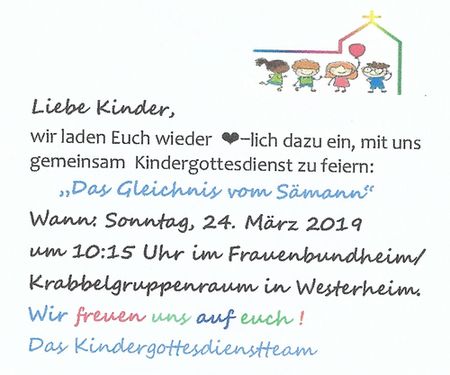 Liebe Kinder,
wir laden Euch wieder ❤-lich dazu ein, mit uns
gemeinsam Kindergottesdienst zu feiern:
„Das Gleichnis vom Sämann“
Wann: Sonntag, 24. März 2019
um 10:15 Uhr im Frauenbundheim/
Krabbelgruppenraum in Westerheim.
Wir freuen uns auf euch !
Das Kindergottesdienstteam